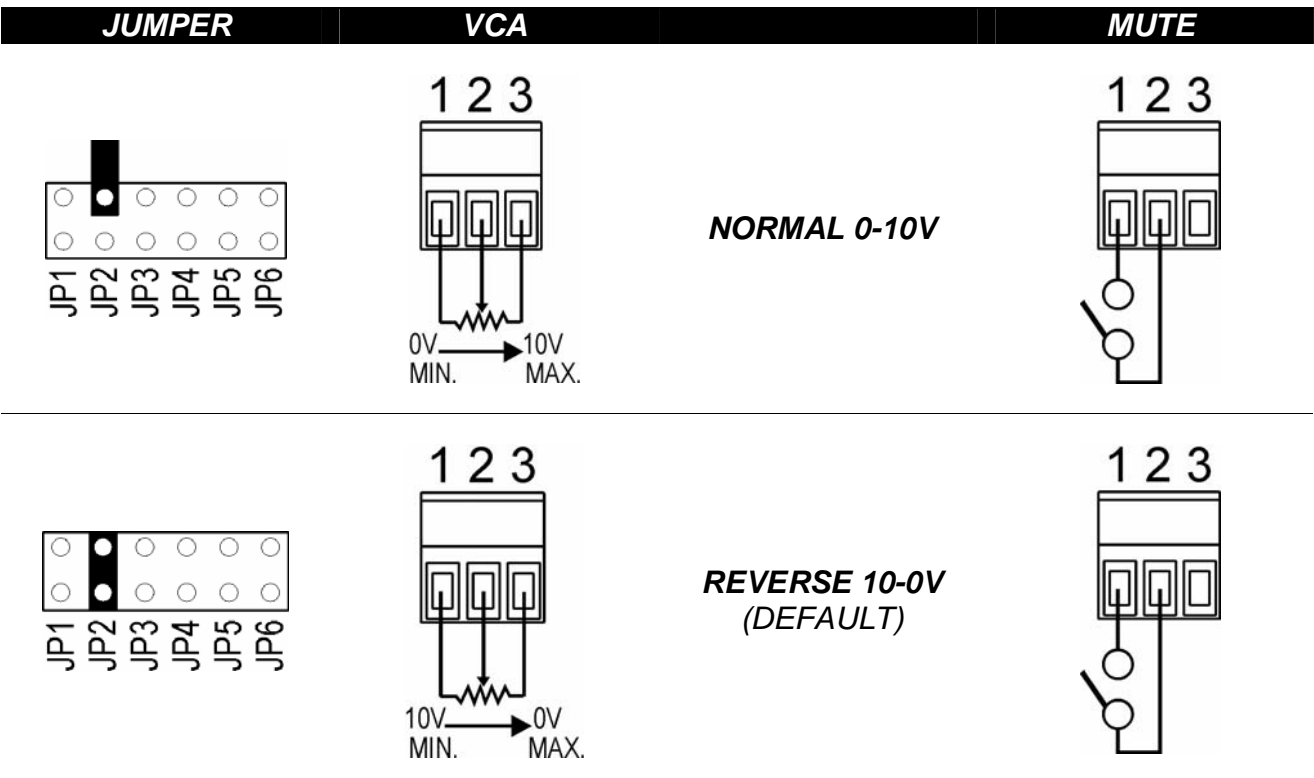 JUMPER VCA MUTE
1 2 3
1 2 3
JP1 JP2 JP3 JP4 JP5 JP6
NORMAL 0-10V
0V 10V
MIN. MAX.
1 2 3
1 2 3
JP1 JP2 JP3 JP4 JP5 JP6
REVERSE 10-0V
(DEFAULT)
10V 0V
MIN. MAX.